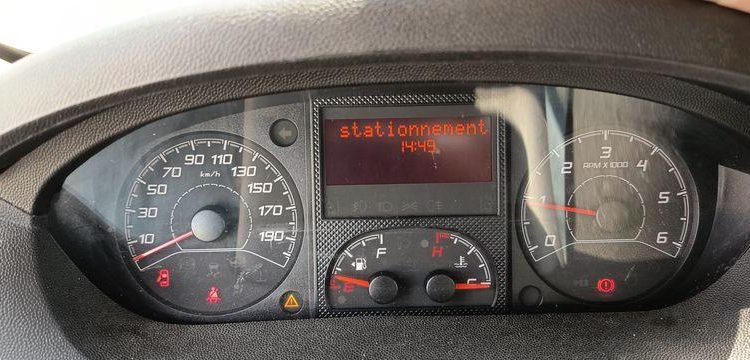 70 90 110 130
50 km/h 150
30 170
10 190
stationnement
14:49
F H
E C
3
2 RPM X 1000 4
1 5
0 6